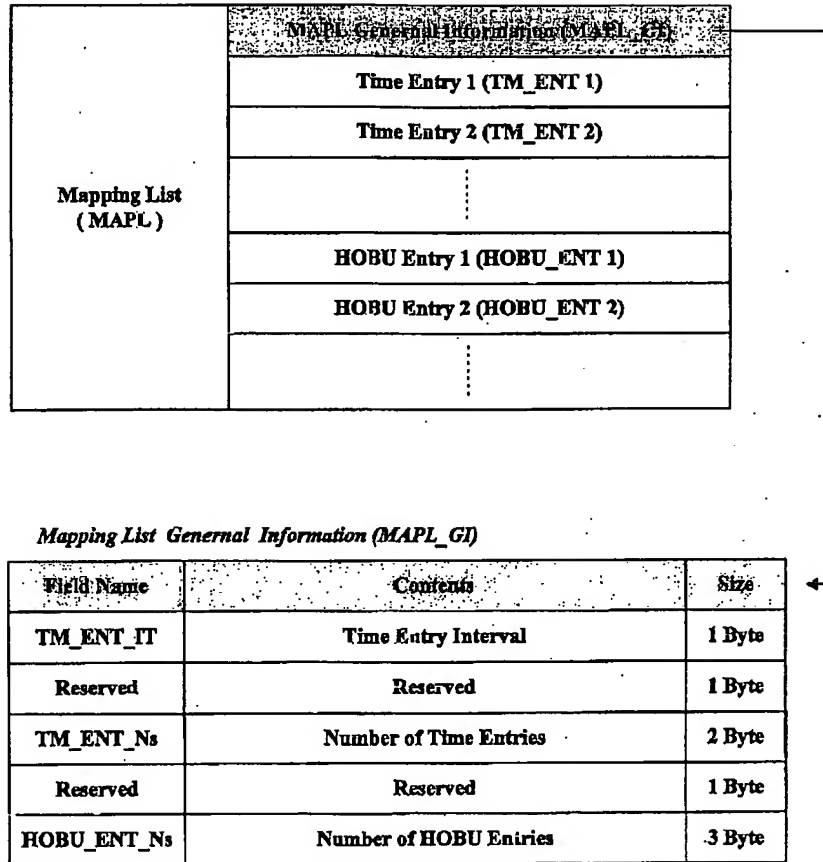 MAPL Genernal Information (MAPL_GI)
Time Entry 1 (TM_ENT 1)
Time Entry 2 (TM_ENT 2)
Mapping List
( MAPL )
HOBU Entry 1 (HOBU_ENT 1)
HOBU Entry 2 (HOBU_ENT 2)
Mapping List Genernal Information (MAPL_GI)
Field Name Contents Size
TM_ENT_IT Time Entry Interval 1 Byte
Reserved Reserved 1 Byte
TM_ENT_Ns Number of Time Entries 2 Byte
Reserved Reserved 1 Byte
HOBU_ENT_Ns Number of HOBU Entries 3 Byte